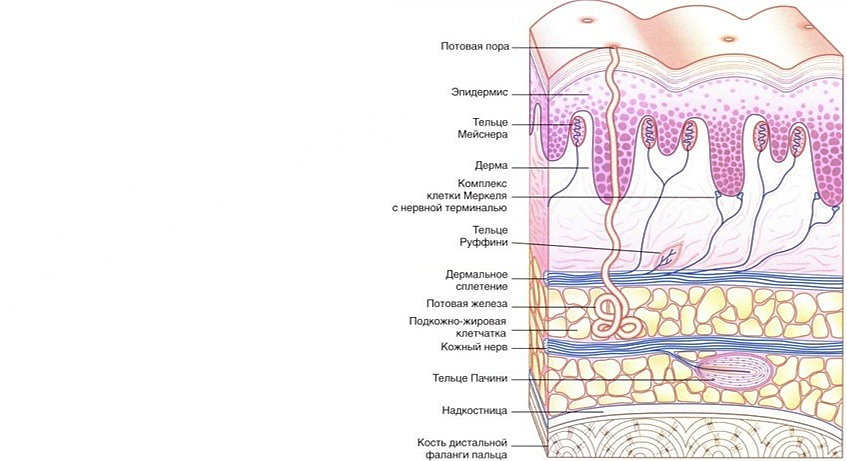 Потовая пора
Эпидермис
Тельце
Мейснера
Дерма
Комплекс
клетки Меркеля
с нервной терминалью
Тельце
Руффини
Дермальное
сплетение
Потовая железа
Подкожно-жировая
клетчатка
Кожный нерв
Тельце Пачини
Надкостница
Кость дистальной
фаланги пальца